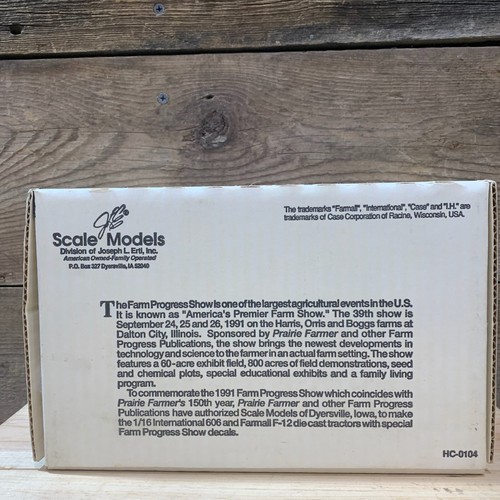 The trademarks "Farmall", "International", "Case" and "I.H." are
trademarks of Case Corporation of Racine, Wisconsin, USA.
Scale Models
Division of Joseph L. Ertl, Inc.
American Owned-Family Operated
P.O. Box 327 Dyersville, IA 52040
The Farm Progress Show is one of the largest agricultural events in the U.S.
It is known as "America's Premier Farm Show." The 39th show is
September 24, 25 and 26, 1991 on the Harris, Orris and Boggs farms at
Dalton City, Illinois. Sponsored by Prairie Farmer and other Farm
Progress Publications, the show brings the newest developments in
technology and science to the farmer in an actual farm setting. The show
features a 60-acre exhibit field, 800 acres of field demonstrations, seed
and chemical plots, special educational exhibits and a family living
program.
To commemorate the 1991 Farm Progress Show which coincides with
Prairie Farmer's 150th year, Prairie Farmer and other Farm Progress
Publications have authorized Scale Models of Dyersville, Iowa, to make
the 1/16 International 606 and Farmall F-12 die cast tractors with special
Farm Progress Show decals.
HC-0104